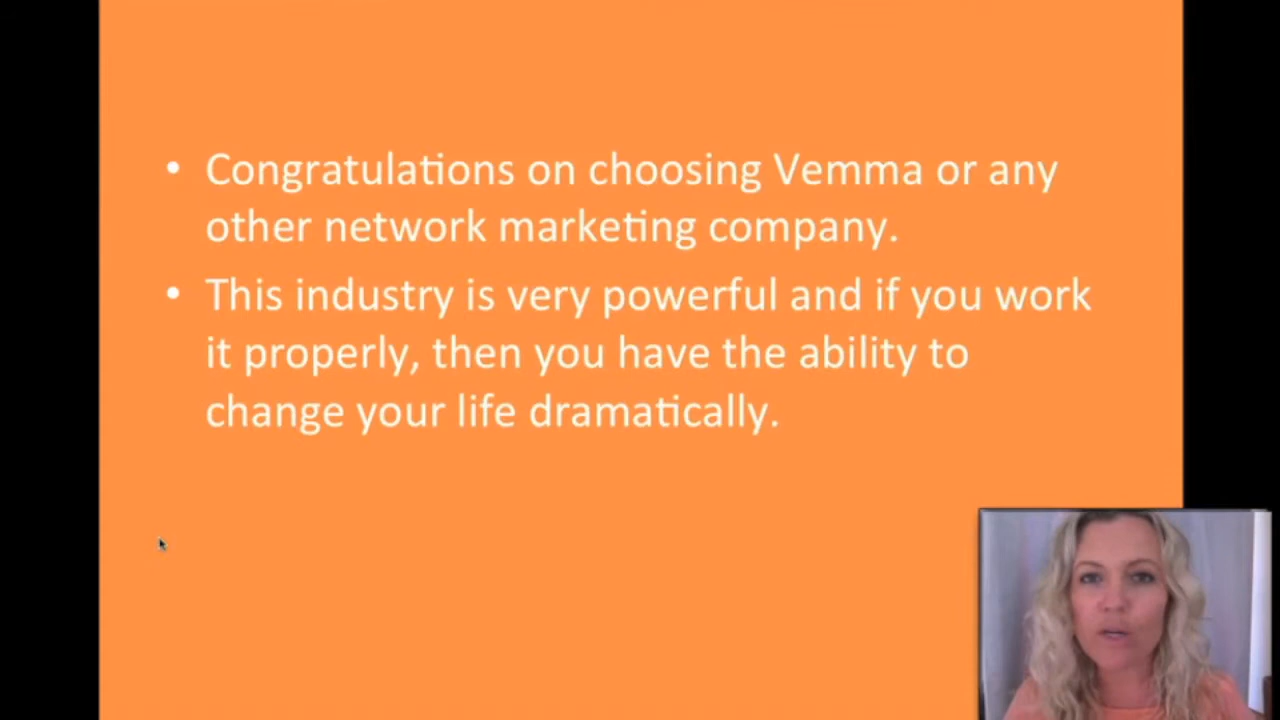 • Congratulations on choosing Vemma or any
other network marketing company.
• This industry is very powerful and if you work
it properly, then you have the ability to
change your life dramatically.